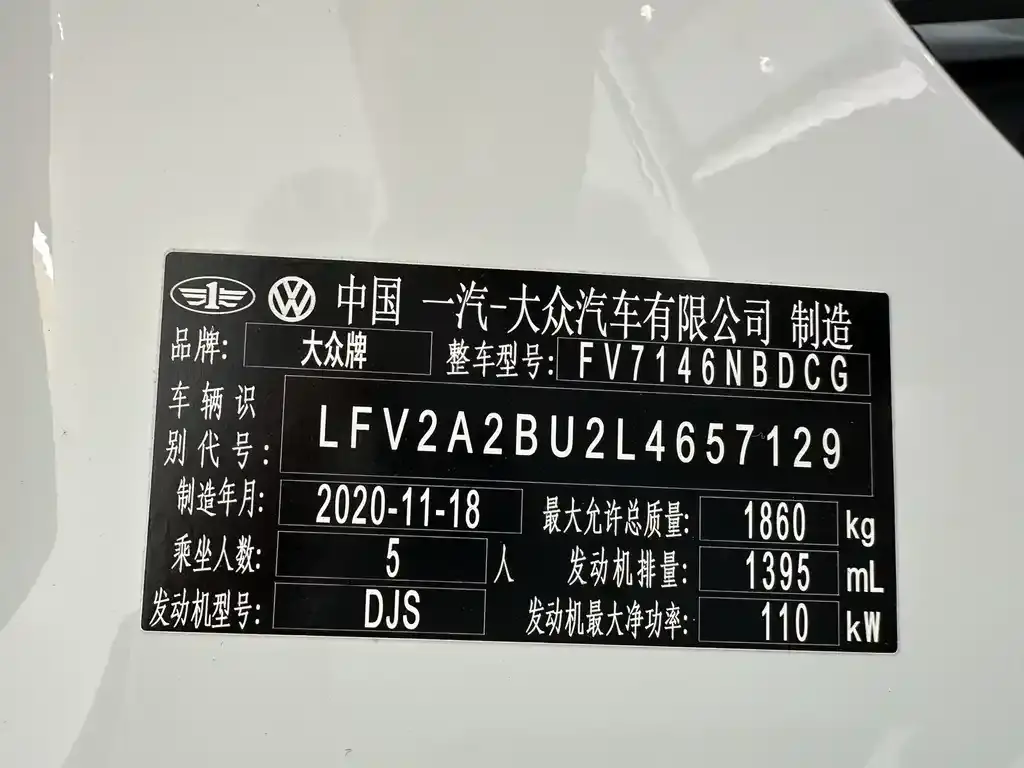 中国 一汽-大众汽车有限公司 制造
品牌: 大众牌 整车型号: FV7146NBDCG
车辆识别代号: LFV2A2BU2L4657129
制造年月: 2020-11-18 最大允许总质量: 1860 kg
乘坐人数: 5 人 发动机排量: 1395 mL
发动机型号: DJS 发动机最大净功率: 110 kW